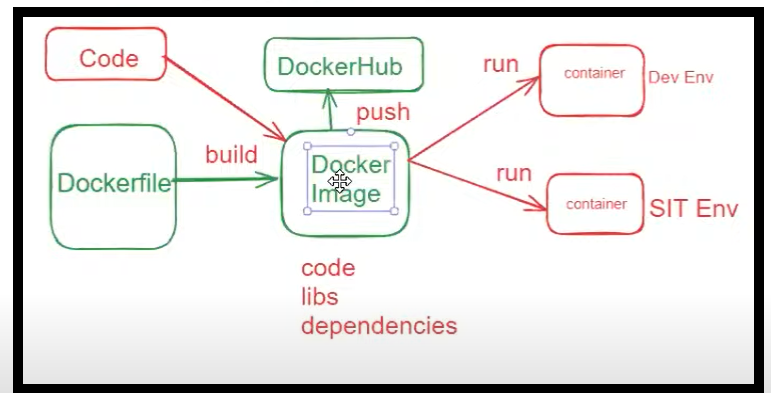 Code
DockerHub
run
container
Dev Env
push
build
Dockerfile
Docker
Image
run
container
SIT Env
code
libs
dependencies